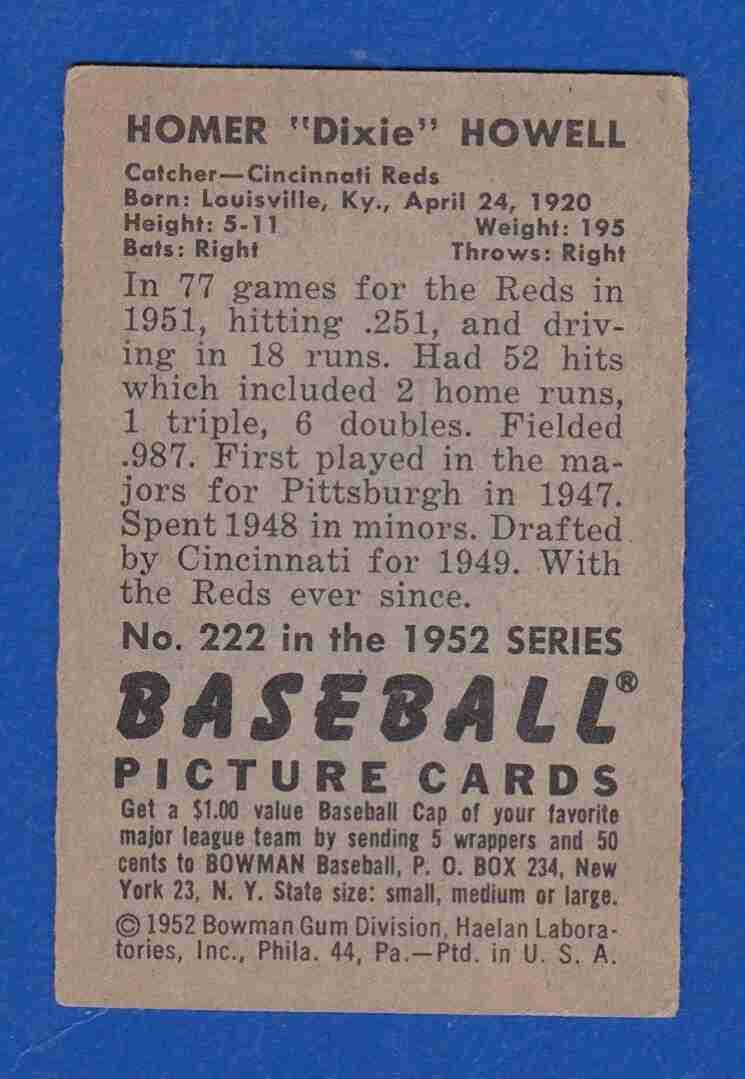 HOMER "Dixie" HOWELL
Catcher—Cincinnati Reds
Born: Louisville, Ky., April 24, 1920
Height: 5-11 Weight: 195
Bats: Right Throws: Right
In 77 games for the Reds in
1951, hitting .251, and driv-
ing in 18 runs. Had 52 hits
which included 2 home runs,
1 triple, 6 doubles. Fielded
.987. First played in the ma-
jors for Pittsburgh in 1947.
Spent 1948 in minors. Drafted
by Cincinnati for 1949. With
the Reds ever since.
No. 222 in the 1952 SERIES
BASEBALL®
PICTURE CARDS
Get a $1.00 value Baseball Cap of your favorite
major league team by sending 5 wrappers and 50
cents to BOWMAN Baseball, P. O. BOX 234, New
York 23, N. Y. State size: small, medium or large.
© 1952 Bowman Gum Division, Haelan Labora-
tories, Inc., Phila. 44, Pa.—Ptd. in U. S. A.